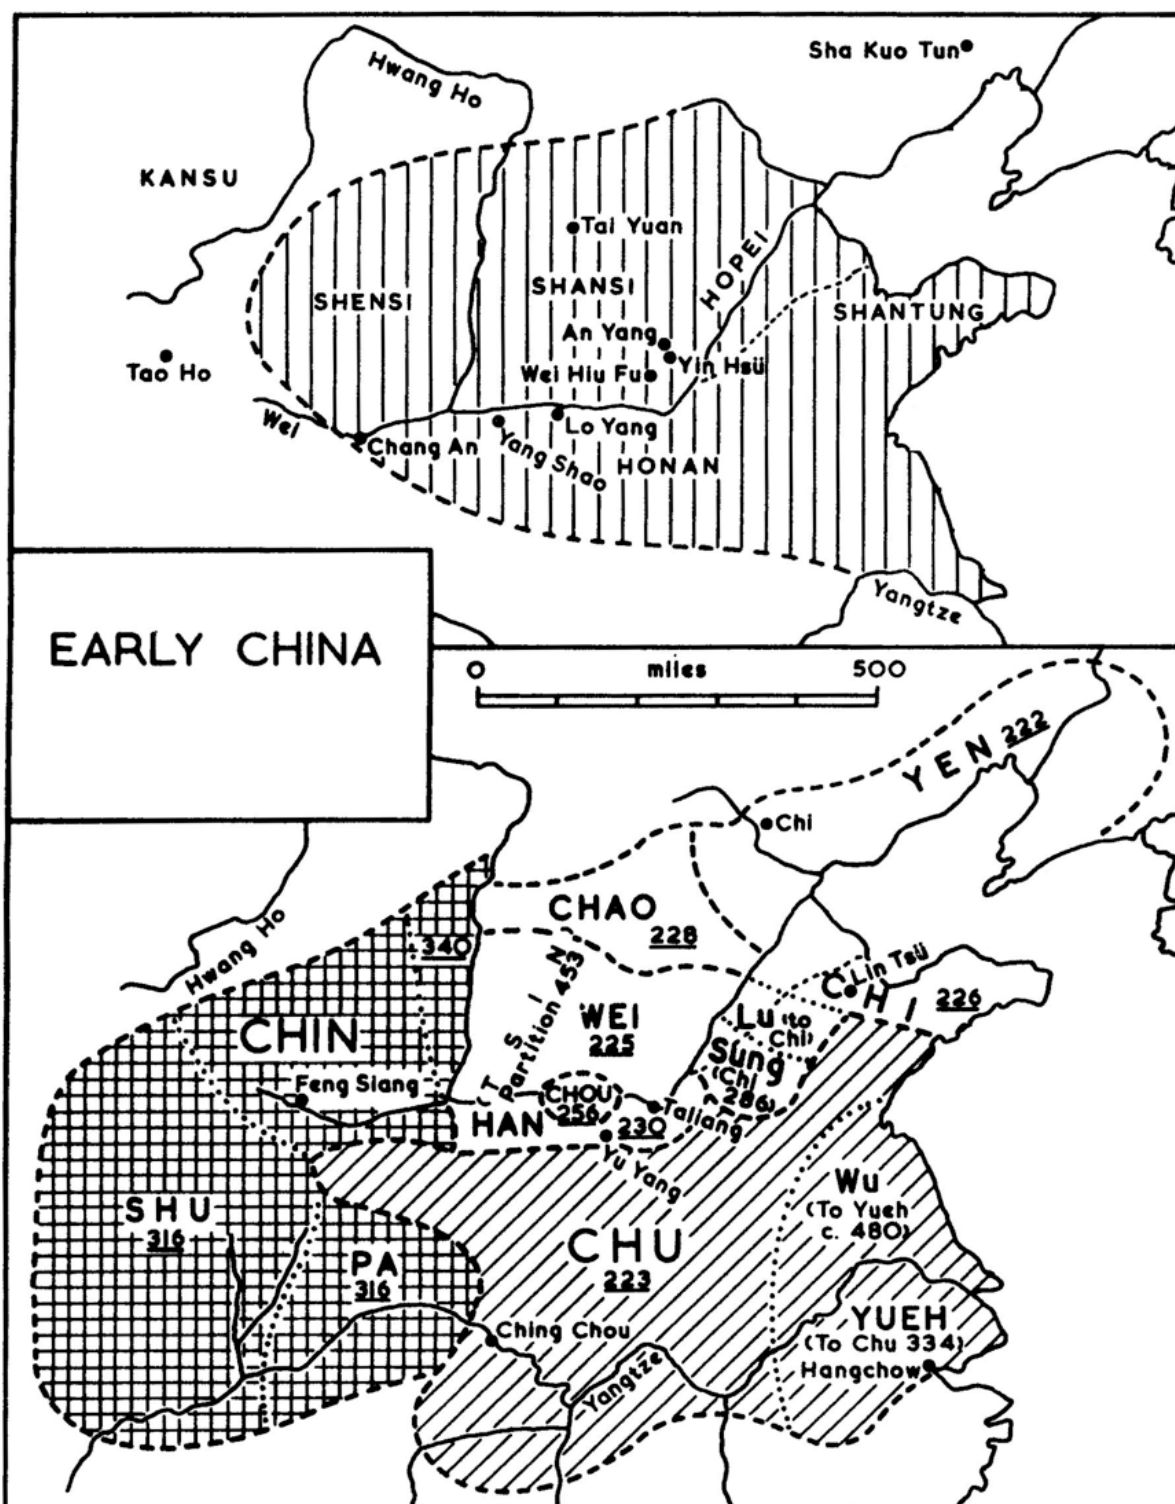 Sha Kuo Tun
Hwang Ho
KANSU
Tai Yuan
HOPEI
SHENSI
SHANSI
SHANTUNG
An Yang
Yin Hsü
Tao Ho
Wei Hiu Fu
Wei
Lo Yang
Chang An
Yang Shao
HONAN
Yangtze
EARLY CHINA
0 miles 500
YEN 222
Chi
CHAO
228
340
Hwang Ho
Lin Tsü
CHI 226
CHIN
(TSIN
Partition 453
WEI
225
Lu (to
Chi)
Sung
(Chi
286)
Feng Siang
CHOU
256
HAN
230
Taliang
Yu Yang
SHU
316
PA
316
CHU
223
Wu
(To Yueh
c. 480)
YUEH
(To Chu 334)
Hangchow
Ching Chou
Yangtze